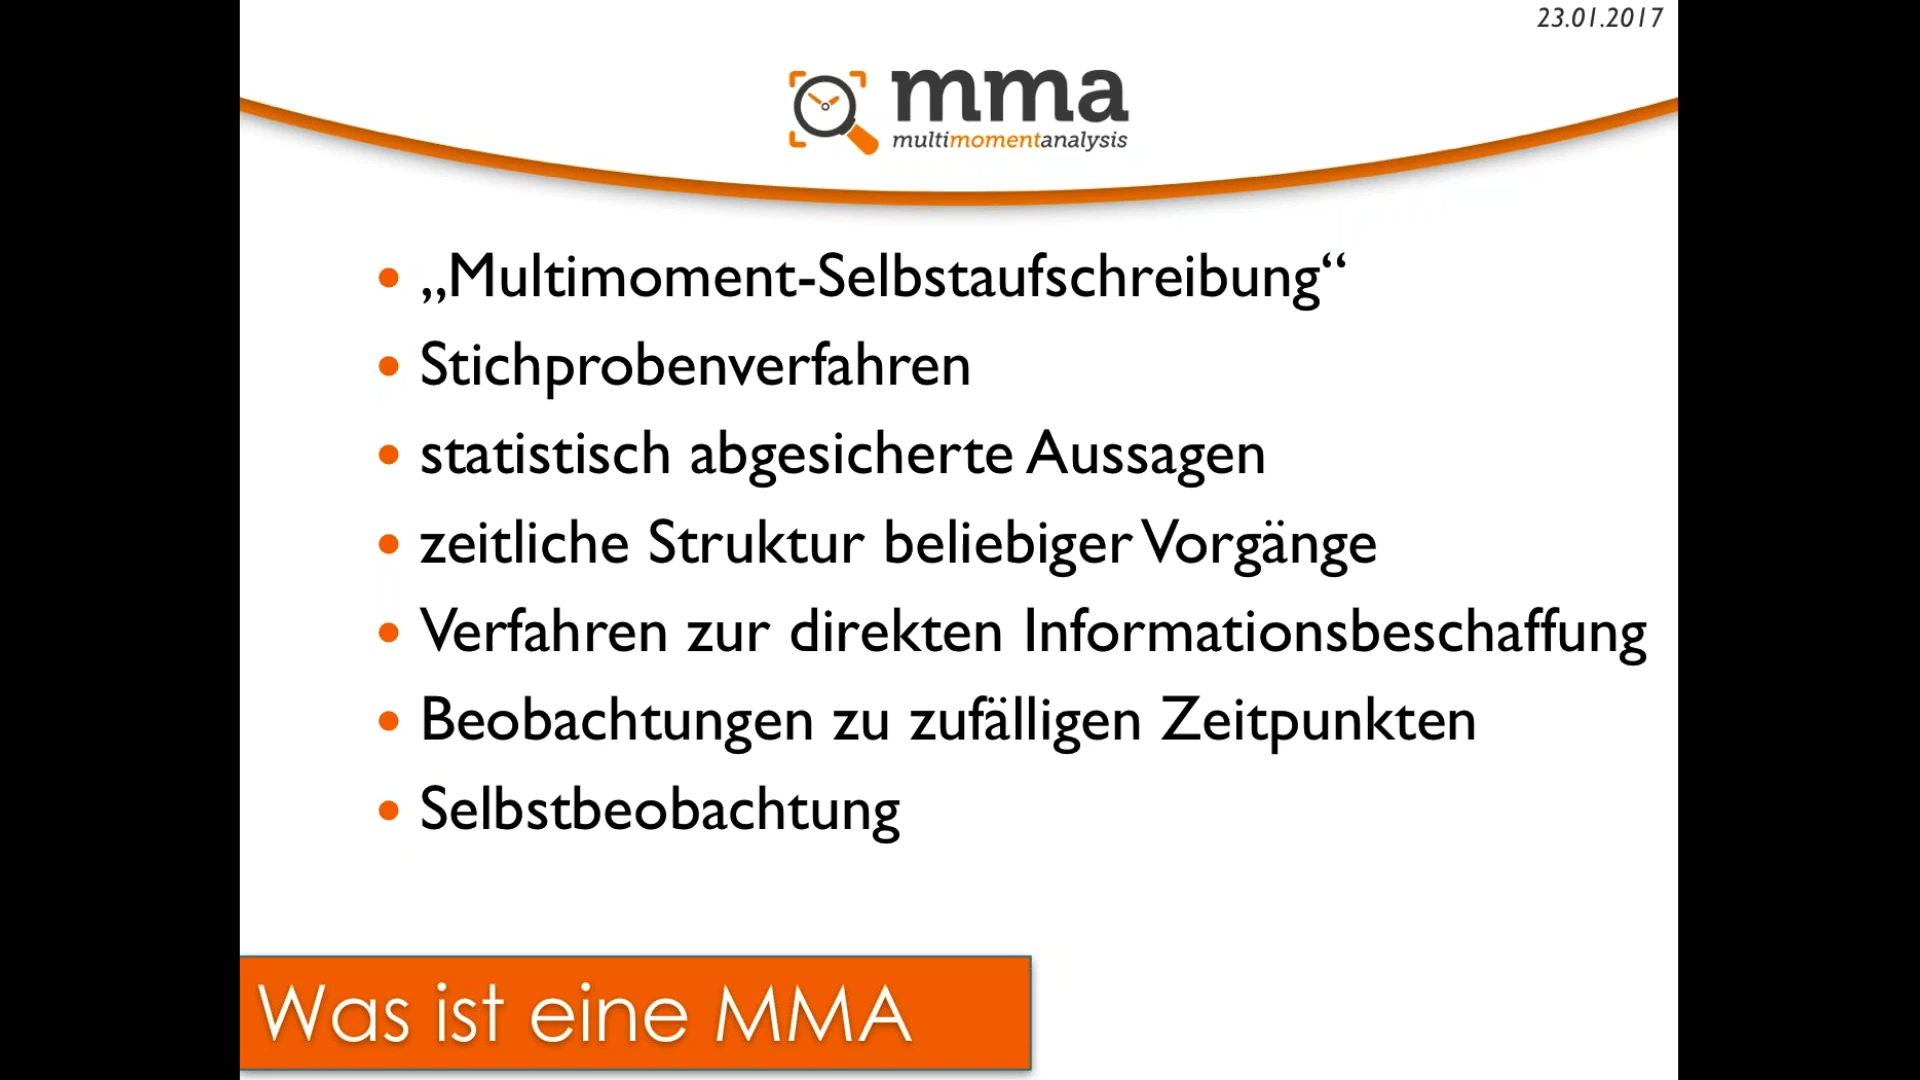 23.01.2017
mma
multimomentanalysis
• „Multimoment-Selbstaufschreibung“
• Stichprobenverfahren
• statistisch abgesicherte Aussagen
• zeitliche Struktur beliebiger Vorgänge
• Verfahren zur direkten Informationsbeschaffung
• Beobachtungen zu zufälligen Zeitpunkten
• Selbstbeobachtung
Was ist eine MMA